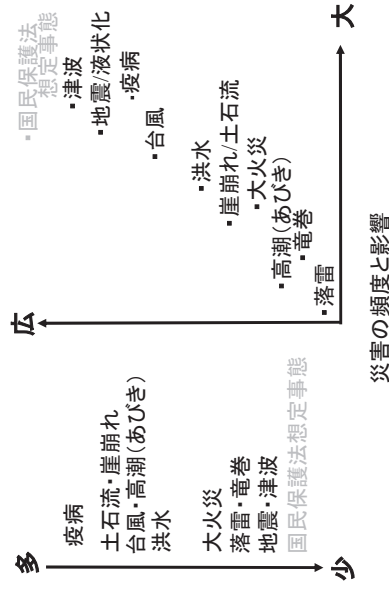 多
疫病
土石流・崖崩れ
台風・高潮(あびき)
洪水
大火災
落雷・竜巻
地震・津波
国民保護法想定事態
少
広
・国民保護法
想定事態
・津波
・地震/液状化
・疫病
・台風
・洪水
・崖崩れ/土石流
・大火災
・高潮(あびき)
・竜巻
・落雷
大
災害の頻度と影響